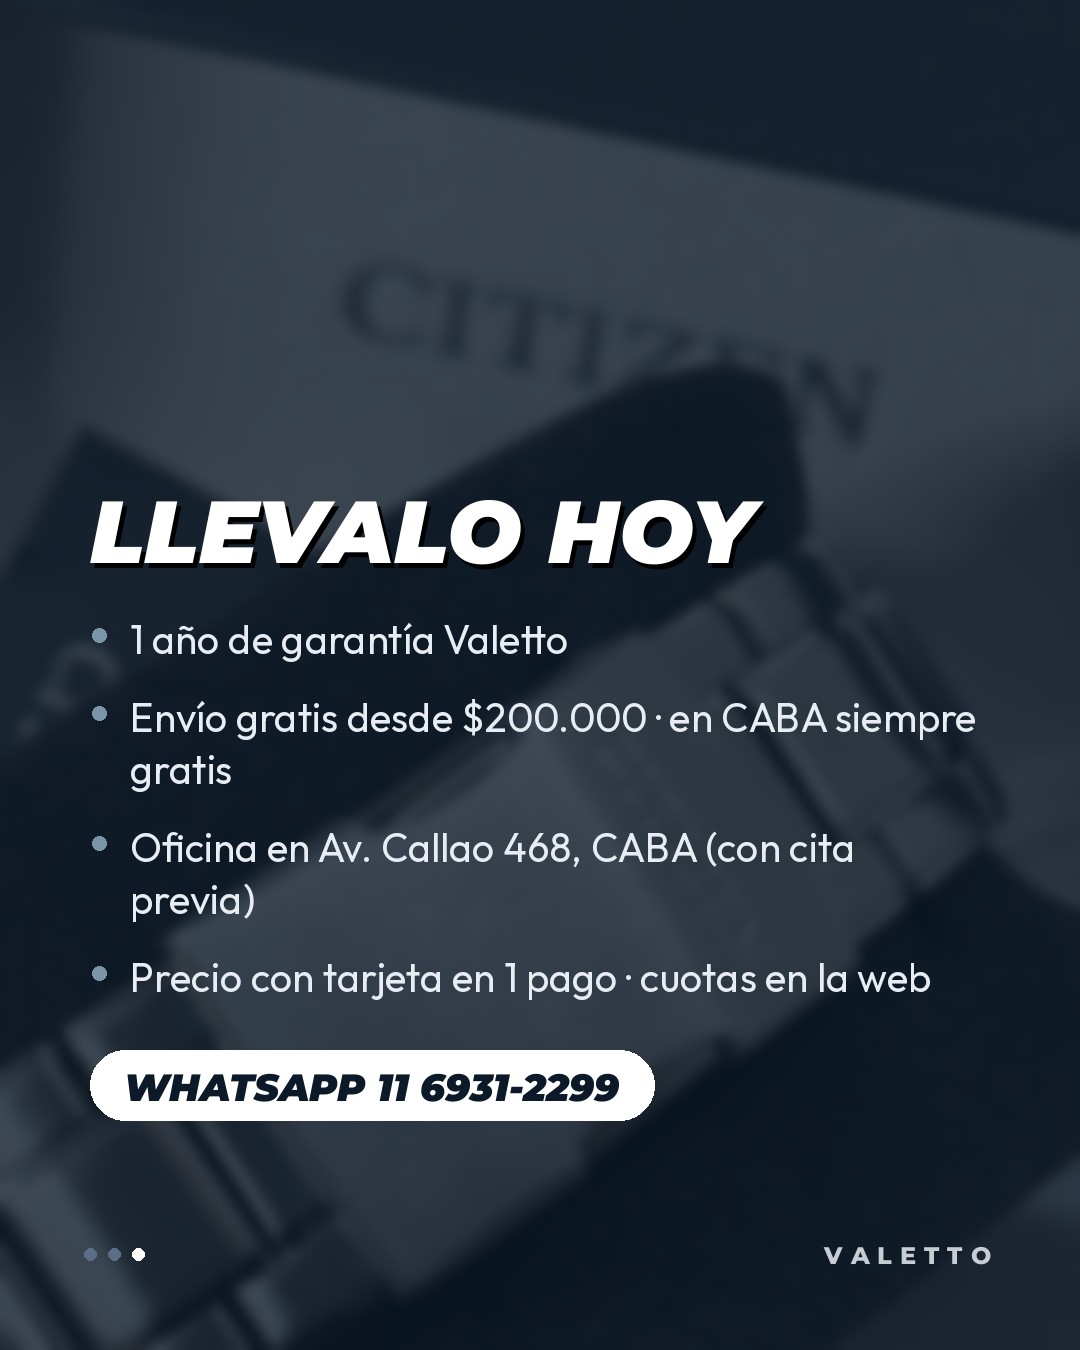 CITIZEN
LLEVALO HOY
1 año de garantía Valetto
Envío gratis desde $200.000 · en CABA siempre
gratis
Oficina en Av. Callao 468, CABA (con cita
previa)
Precio con tarjeta en 1 pago · cuotas en la web
WHATSAPP 11 6931-2299
VALETTO